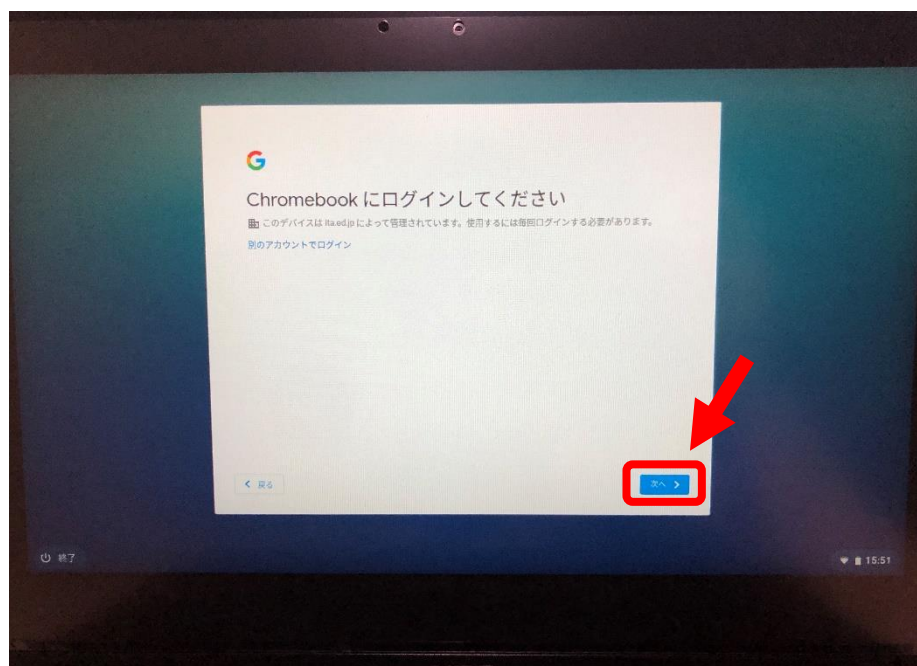 G
Chromebook にログインしてください
このデバイスは ita.ed.jp によって管理されています。使用するには毎回ログインする必要があります。
別のアカウントでログイン
戻る
次へ
終了
15:51